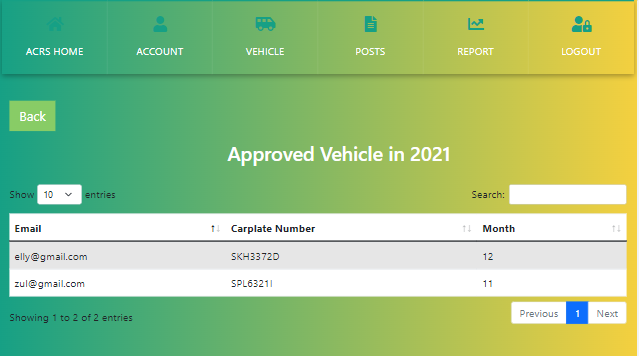 ACRS HOME ACCOUNT VEHICLE POSTS REPORT LOGOUT
Back
Approved Vehicle in 2021
Show 10 entries Search:
Email Carplate Number Month
elly@gmail.com SKH3372D 12
zul@gmail.com SPL6321I 11
Showing 1 to 2 of 2 entries Previous 1 Next